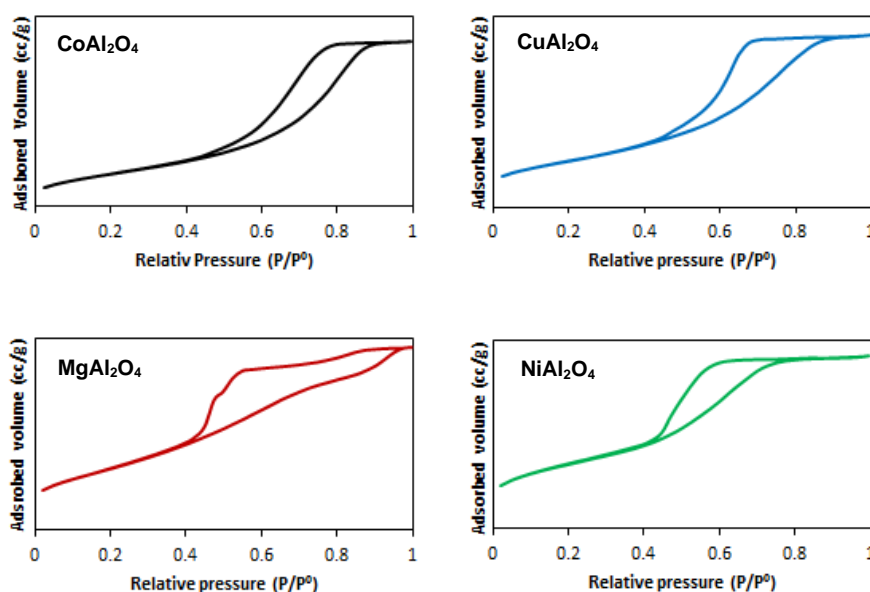 CoAl₂O₄
Adsbored Volume (cc/g)
0 0.2 0.4 0.6 0.8 1
Relativ Pressure (P/P⁰)
CuAl₂O₄
Adsorbed volume (cc/g)
0 0.2 0.4 0.6 0.8 1
Relative pressure (P/P⁰)
MgAl₂O₄
Adsrobed volume (cc/g)
0 0.2 0.4 0.6 0.8 1
Relative pressure (P/P⁰)
NiAl₂O₄
Adsorbed volume (cc/g)
0 0.2 0.4 0.6 0.8 1
Relative pressure (P/P⁰)